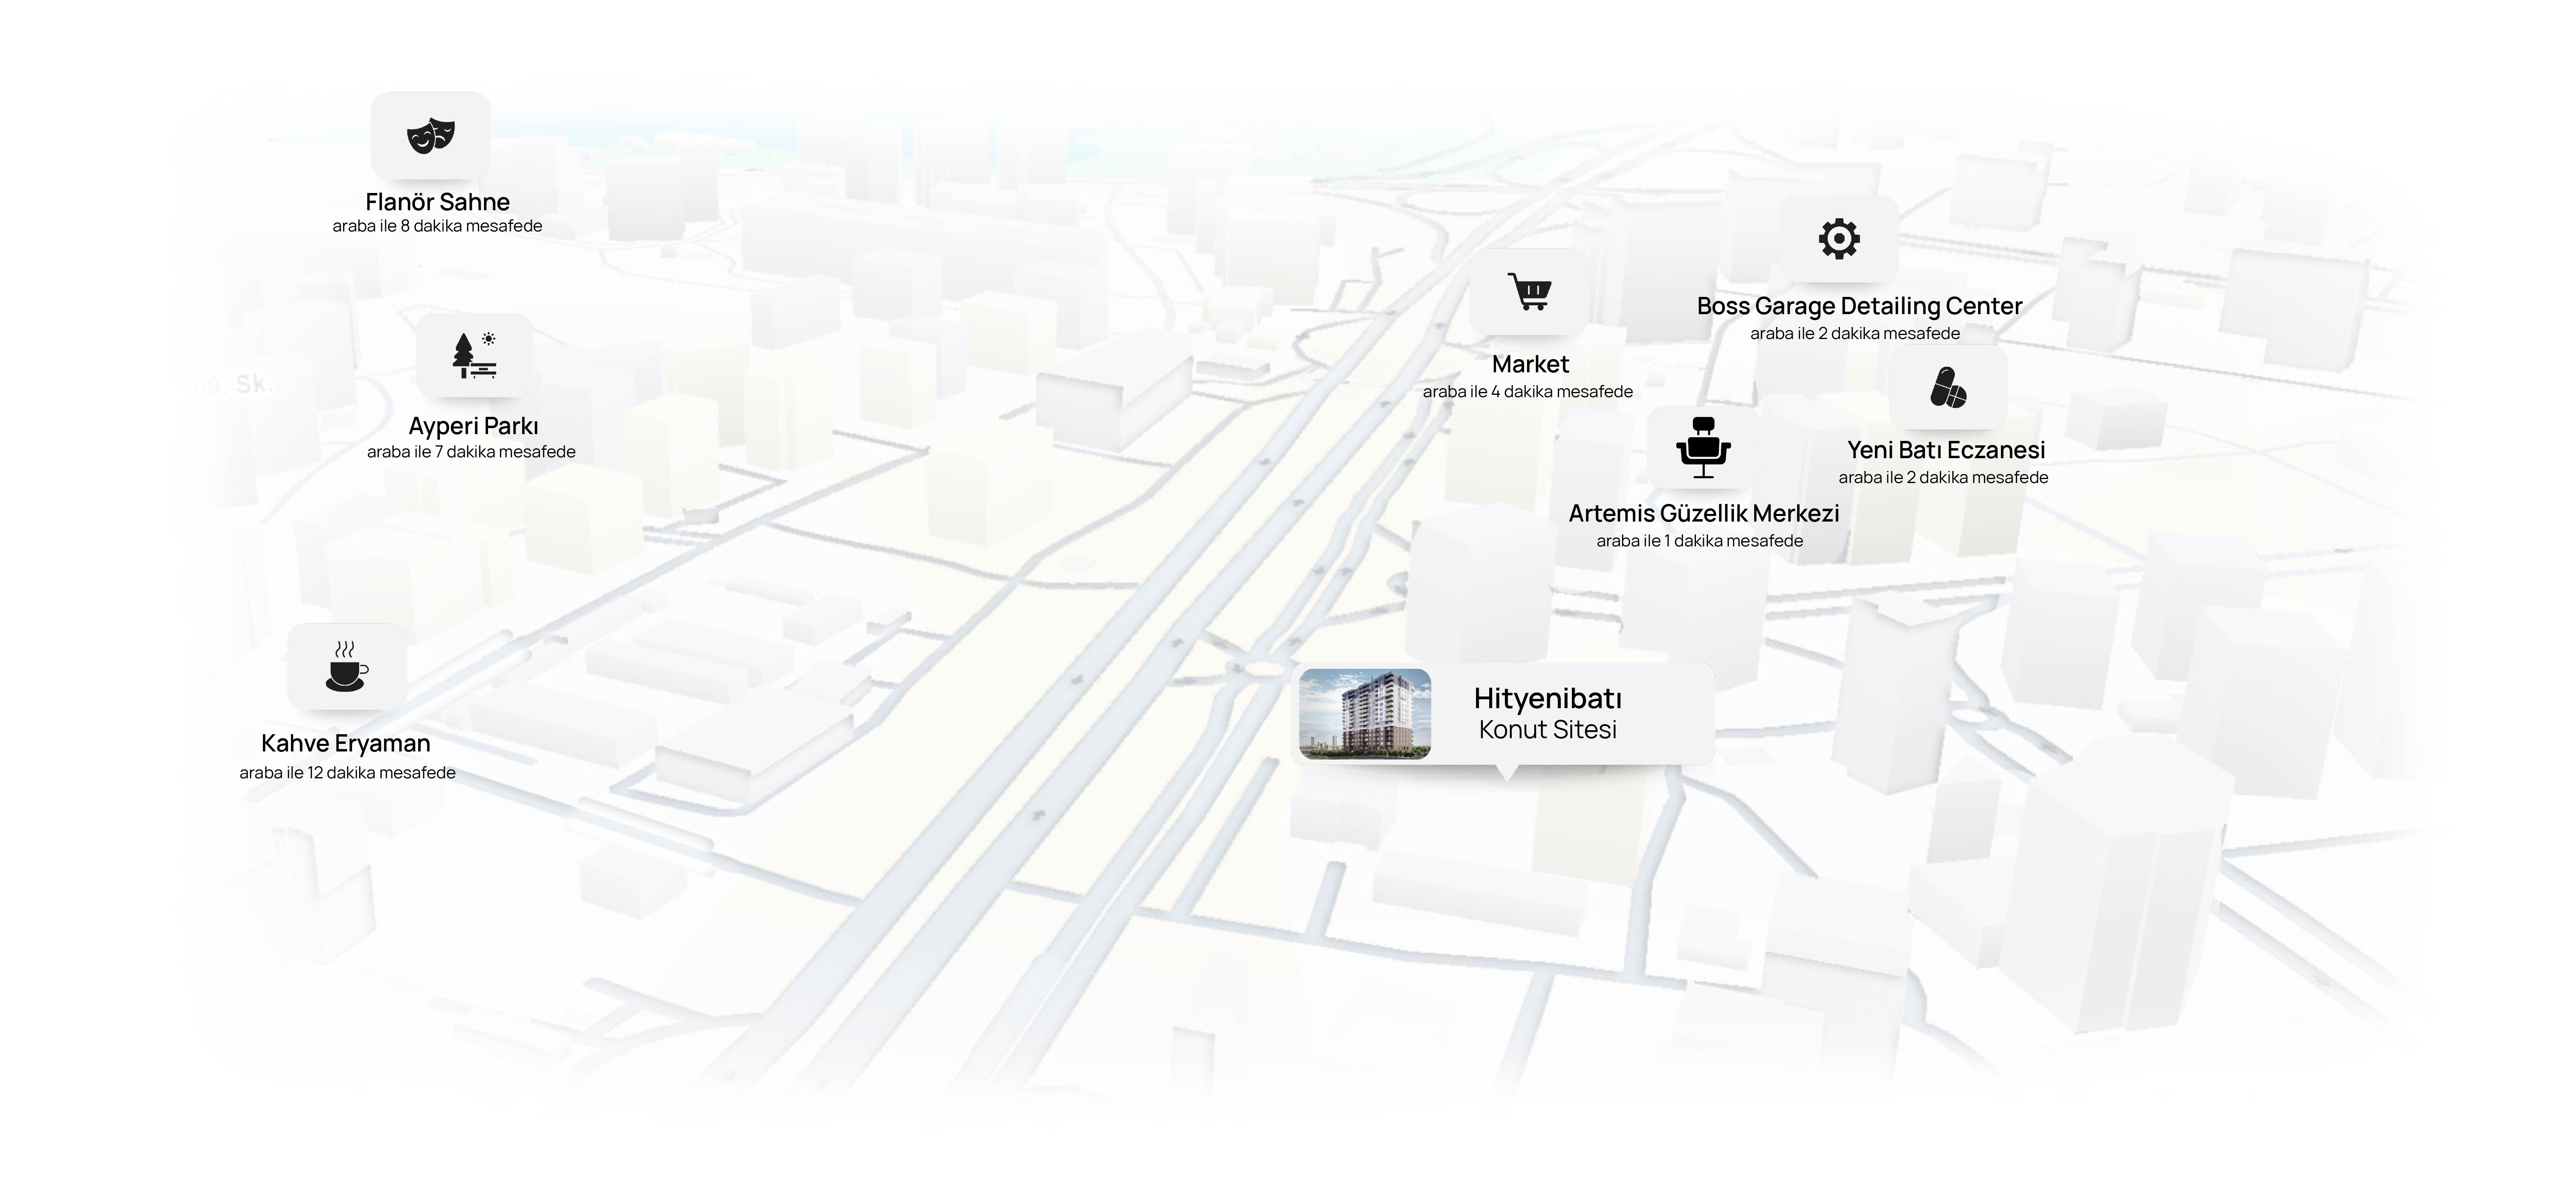 Flanör Sahne
araba ile 8 dakika mesafede
Boss Garage Detailing Center
araba ile 2 dakika mesafede
Market
araba ile 4 dakika mesafede
Ayperi Parkı
araba ile 7 dakika mesafede
Yeni Batı Eczanesi
araba ile 2 dakika mesafede
Artemis Güzellik Merkezi
araba ile 1 dakika mesafede
Hityenibatı
Konut Sitesi
Kahve Eryaman
araba ile 12 dakika mesafede
Sk.